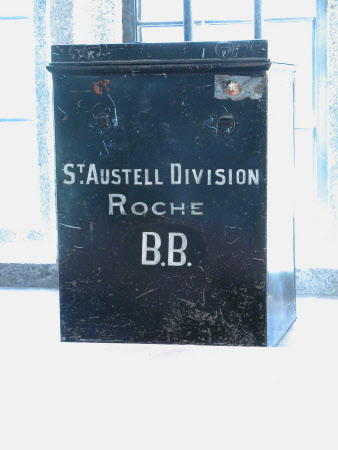 ST. AUSTELL DIVISION
ROCHE
B.B.